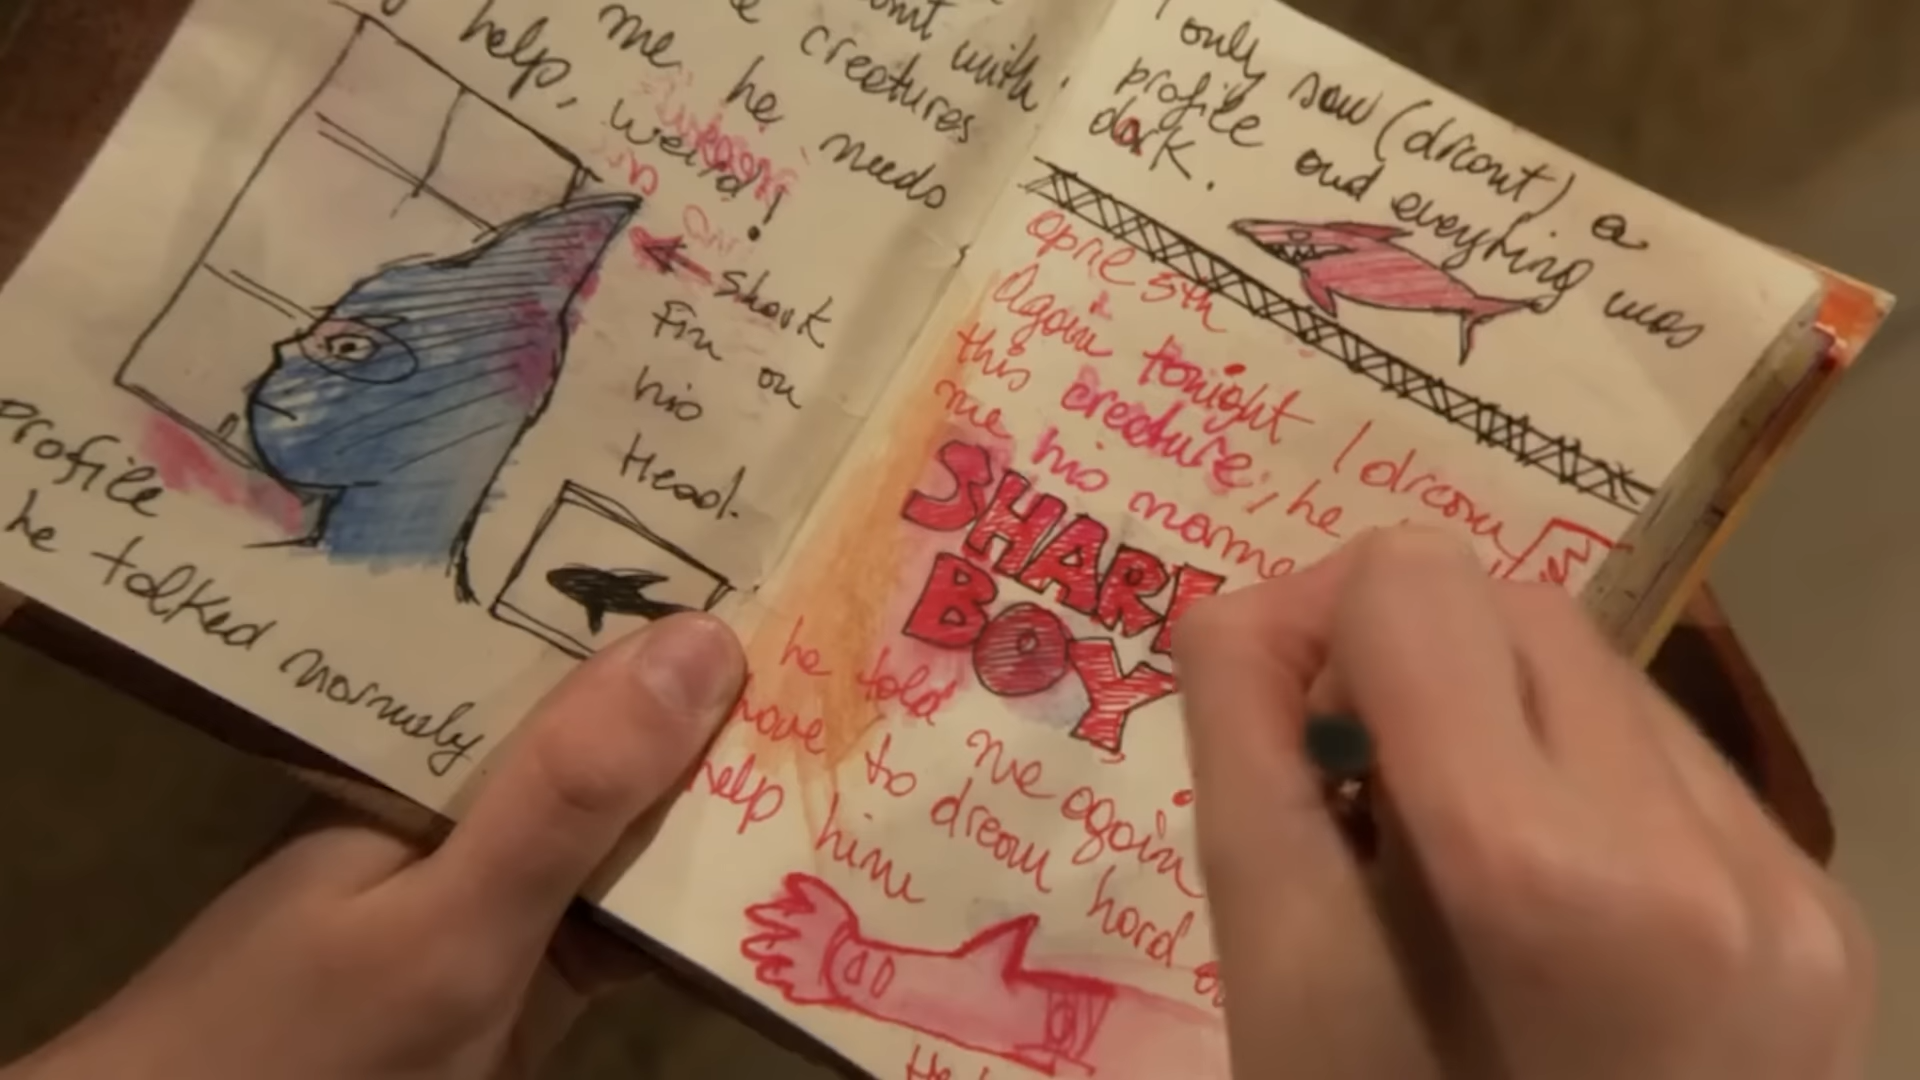 creatures
with.
me he needs
help, weird!
shark
Fin on
his
Head.
profile
he talked normaly
I only saw (dreamt) a
profile and everything was
dark.
April 5th
Again tonight I dream
this creature, he
me his name
SHARK
BOY
he told me again
have to dream hard
help him